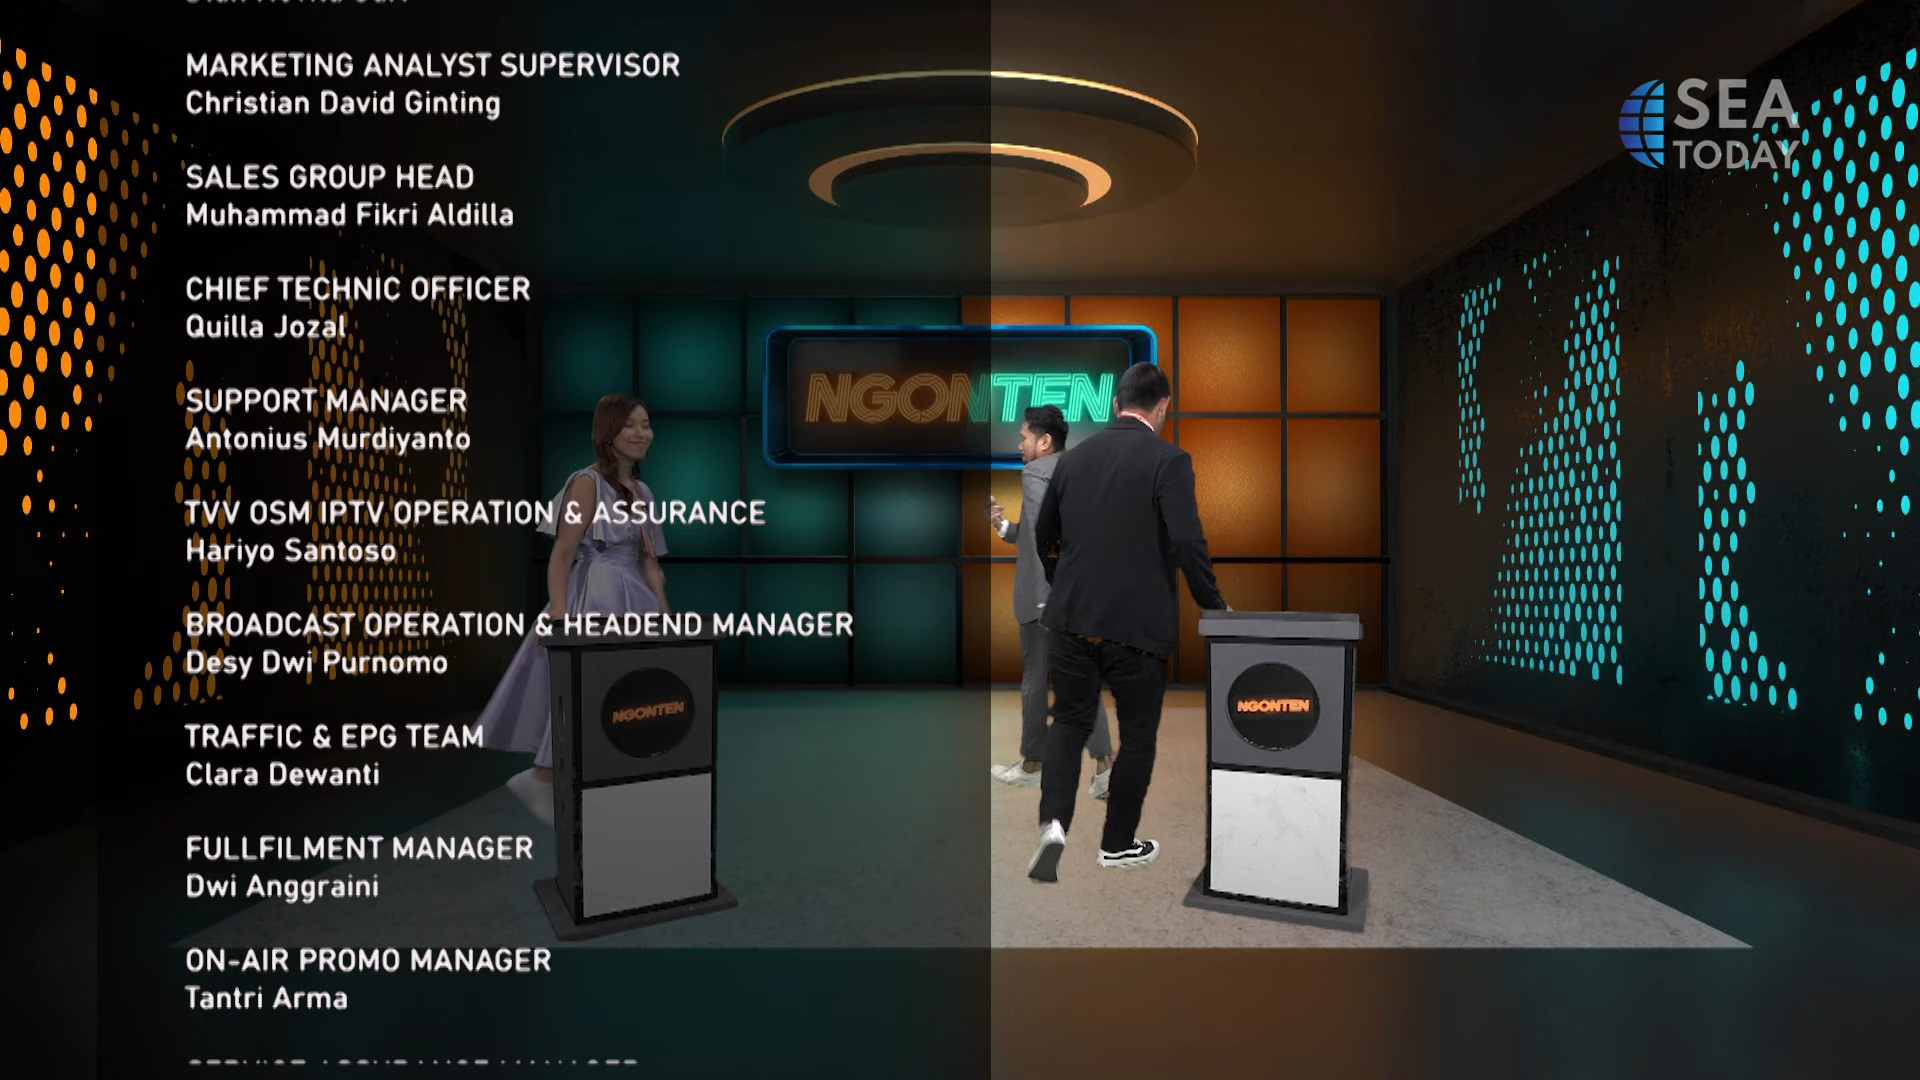 MARKETING ANALYST SUPERVISOR
Christian David Ginting
SALES GROUP HEAD
Muhammad Fikri Aldilla
CHIEF TECHNIC OFFICER
Quilla Jozal
SUPPORT MANAGER
Antonius Murdiyanto
TVV OSM IPTV OPERATION & ASSURANCE
Hariyo Santoso
BROADCAST OPERATION & HEADEND MANAGER
Desy Dwi Purnomo
TRAFFIC & EPG TEAM
Clara Dewanti
FULLFILMENT MANAGER
Dwi Anggraini
ON-AIR PROMO MANAGER
Tantri Arma
SEA
TODAY
NGONTEN
NGONTEN
NGONTEN